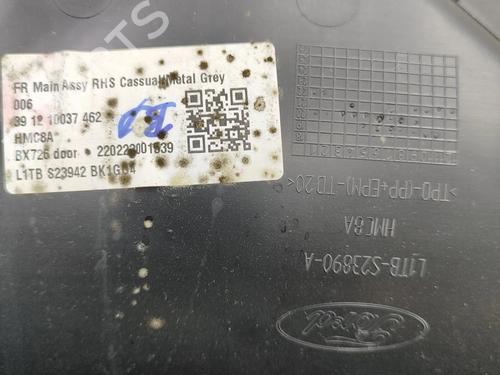 FR Main Assy RHS Cassual/Metal Grey
006
39 12 10037 462
HMC8A
BX726 door - 220223001639
L1TB S23942 BK1GD4
>TPO-(PP+EPM)-TD20<
HMC8A
L1TB-S23890-A
Ford